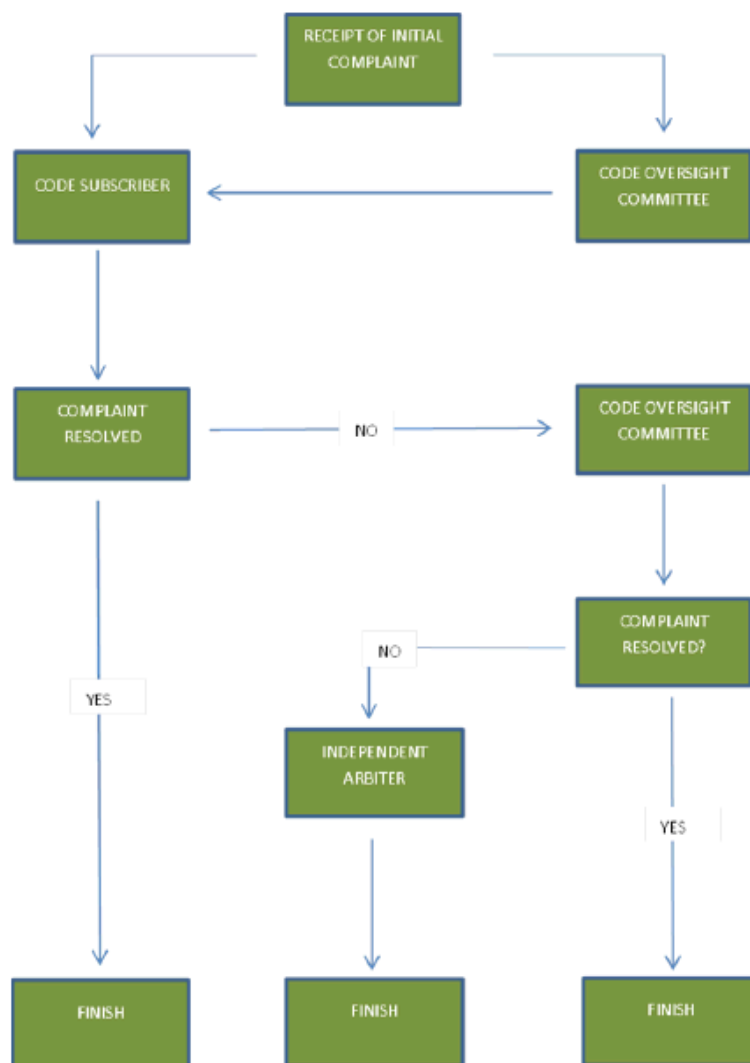 RECEIPT OF INITIAL
COMPLAINT
CODE SUBSCRIBER
CODE OVERSIGHT
COMMITTEE
COMPLAINT
RESOLVED
NO
CODE OVERSIGHT
COMMITTEE
COMPLAINT
RESOLVED?
NO
YES
INDEPENDENT
ARBITER
YES
FINISH
FINISH
FINISH